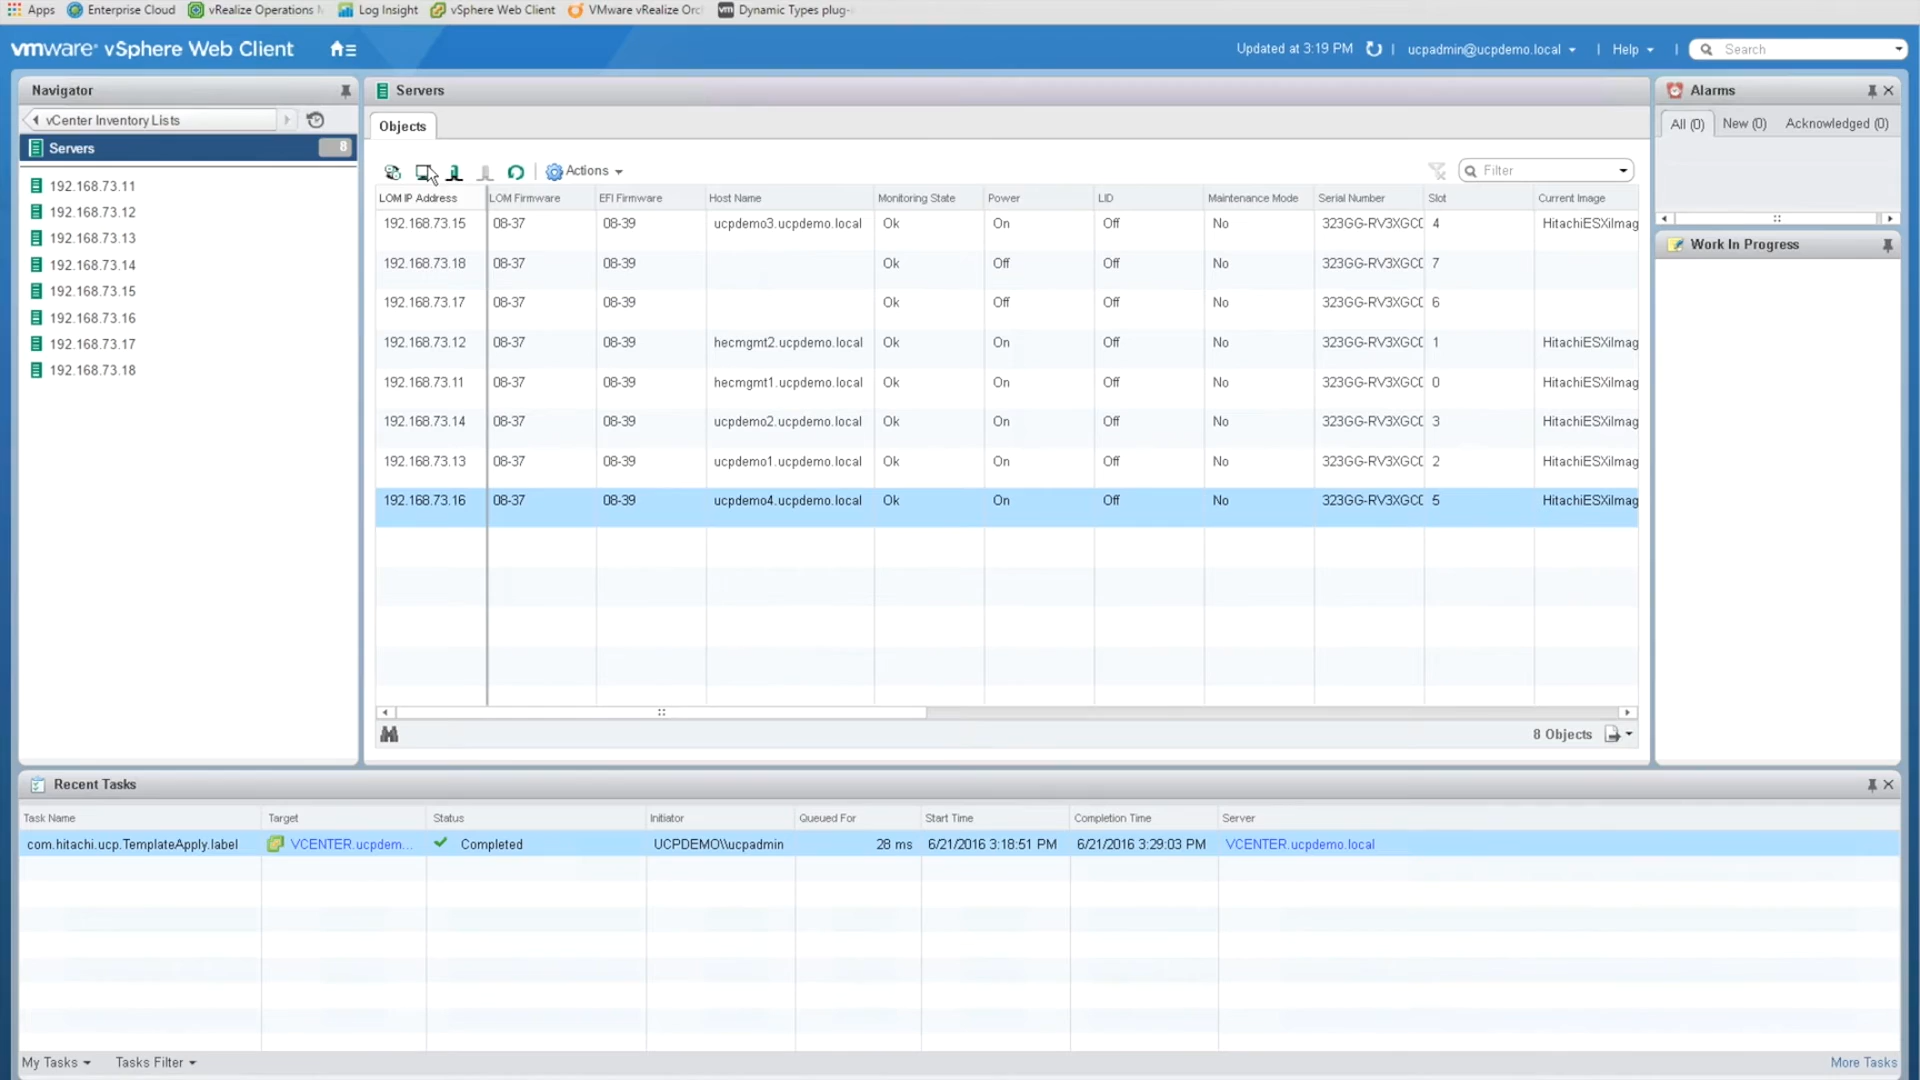 Apps Enterprise Cloud vRealize Operations Log Insight vSphere Web Client VMware vRealize Orc Dynamic Types plug-
vmware vSphere Web Client Updated at 3:19 PM ucpadmin@ucpdemo.local Help Search
Navigator
vCenter Inventory Lists
Servers 8
192.168.73.11
192.168.73.12
192.168.73.13
192.168.73.14
192.168.73.15
192.168.73.16
192.168.73.17
192.168.73.18
Servers
Objects
Actions Filter
LOM IP Address LOM Firmware EFI Firmware Host Name Monitoring State Power LID Maintenance Mode Serial Number Slot Current Image
192.168.73.15 08-37 08-39 ucpdemo3.ucpdemo.local Ok On Off No 323GG-RV3XGC 4 HitachiESXiImag
192.168.73.18 08-37 08-39 Ok Off Off No 323GG-RV3XGC 7
192.168.73.17 08-37 08-39 Ok Off Off No 323GG-RV3XGC 6
192.168.73.12 08-37 08-39 hecmgmt2.ucpdemo.local Ok On Off No 323GG-RV3XGC 1 HitachiESXiImag
192.168.73.11 08-37 08-39 hecmgmt1.ucpdemo.local Ok On Off No 323GG-RV3XGC 0 HitachiESXiImag
192.168.73.14 08-37 08-39 ucpdemo2.ucpdemo.local Ok On Off No 323GG-RV3XGC 3 HitachiESXiImag
192.168.73.13 08-37 08-39 ucpdemo1.ucpdemo.local Ok On Off No 323GG-RV3XGC 2 HitachiESXiImag
192.168.73.16 08-37 08-39 ucpdemo4.ucpdemo.local Ok On Off No 323GG-RV3XGC 5 HitachiESXiImag
8 Objects
Alarms
All (0) New (0) Acknowledged (0)
Work In Progress
Recent Tasks
Task Name Target Status Initiator Queued For Start Time Completion Time Server
com.hitachi.ucp.TemplateApply.label VCENTER.ucpdem... Completed UCPDEMO\\ucpadmin 28 ms 6/21/2016 3:18:51 PM 6/21/2016 3:29:03 PM VCENTER.ucpdemo.local
My Tasks Tasks Filter More Tasks